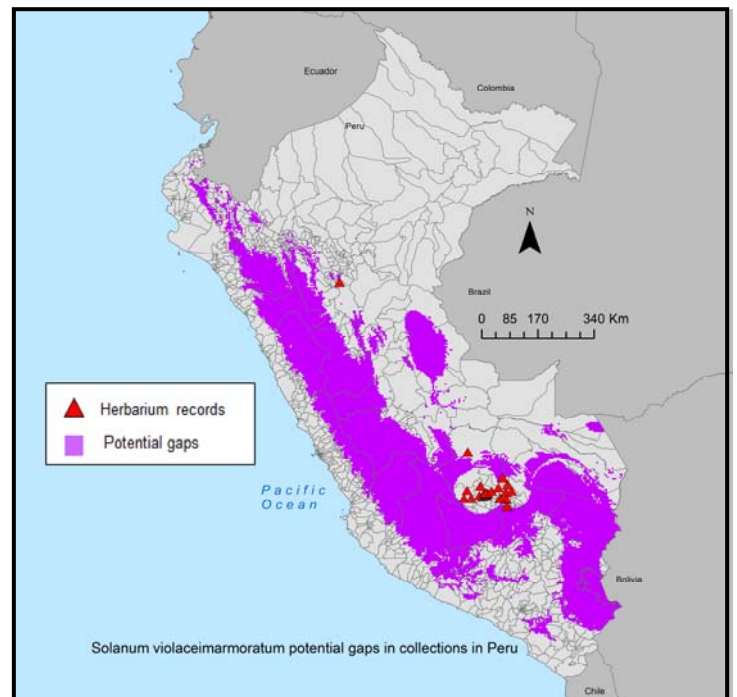 Ecuador
Colombia
Peru
N
Brazil
0 85 170 340 Km
Herbarium records
Potential gaps
Pacific
Ocean
Bolivia
Solanum violaceimarmoratum potential gaps in collections in Peru
Chile